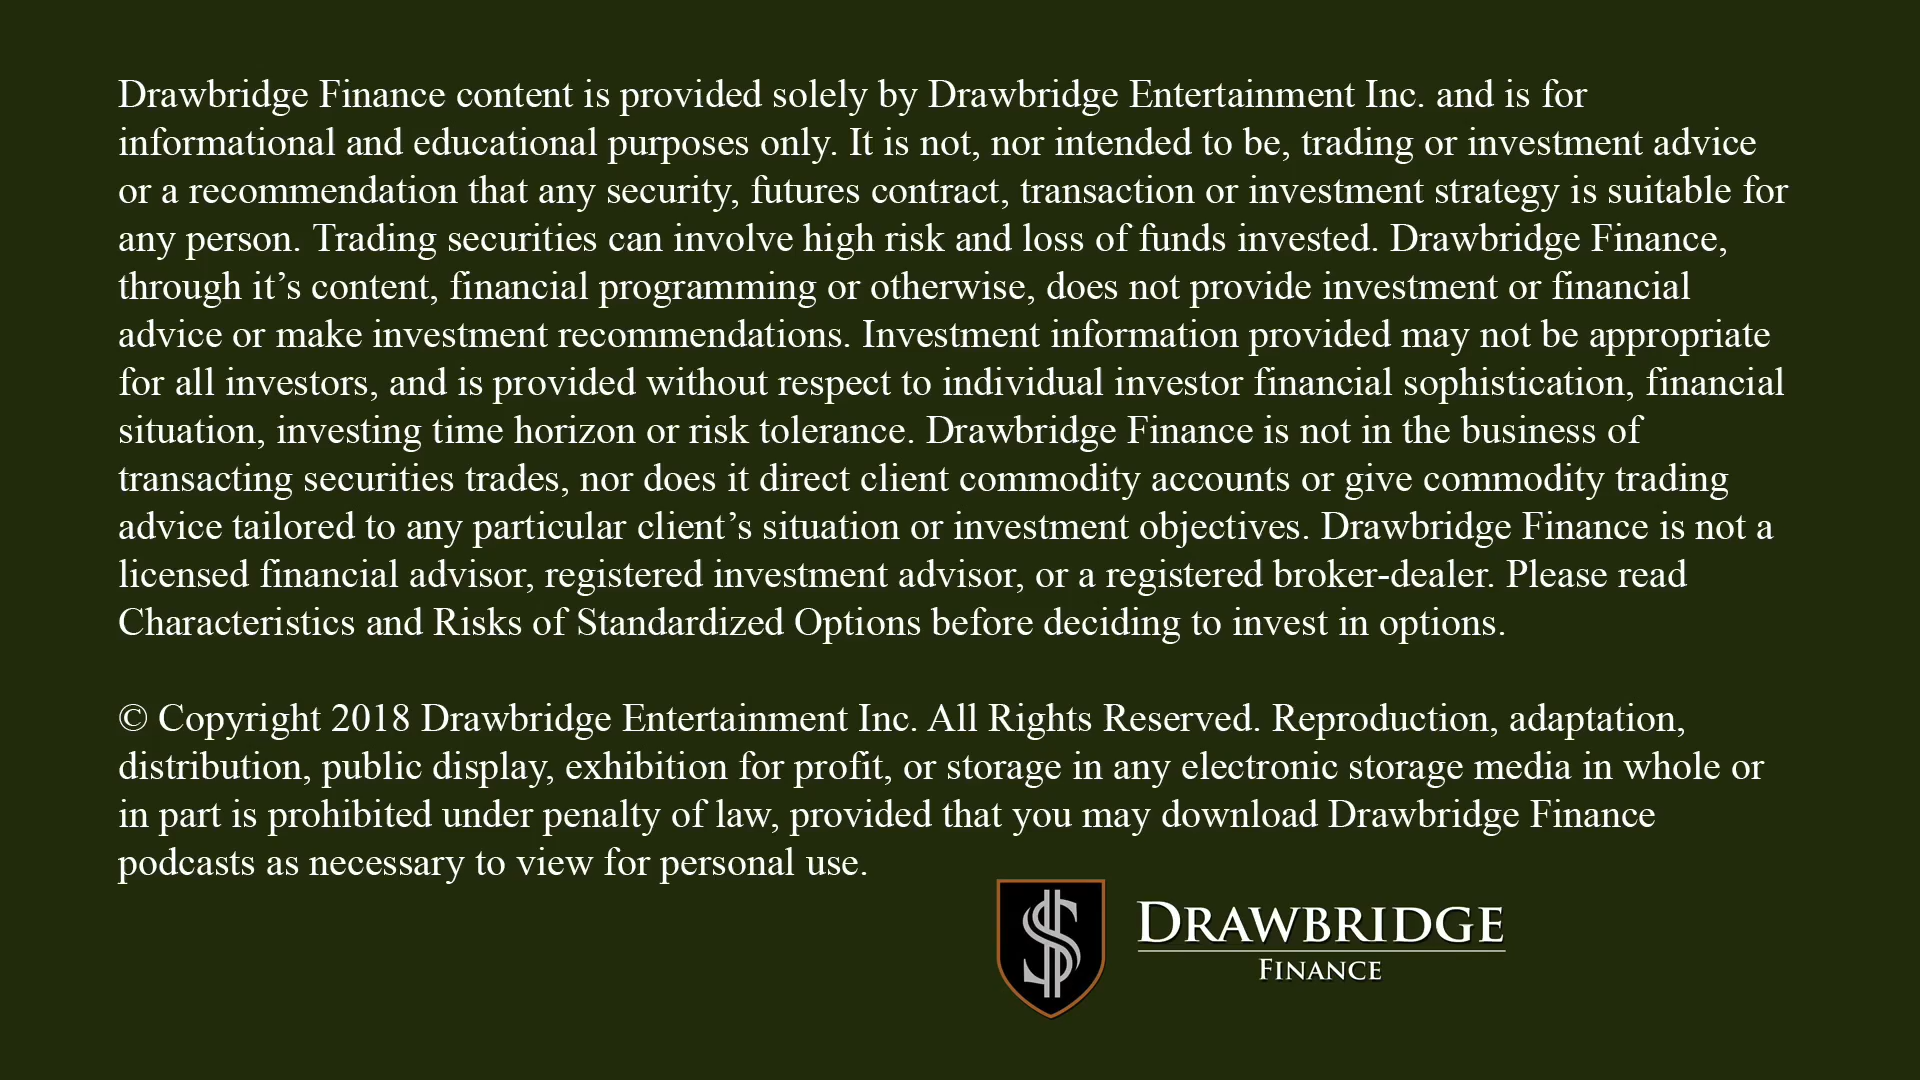 Drawbridge Finance content is provided solely by Drawbridge Entertainment Inc. and is for
informational and educational purposes only. It is not, nor intended to be, trading or investment advice
or a recommendation that any security, futures contract, transaction or investment strategy is suitable for
any person. Trading securities can involve high risk and loss of funds invested. Drawbridge Finance,
through it’s content, financial programming or otherwise, does not provide investment or financial
advice or make investment recommendations. Investment information provided may not be appropriate
for all investors, and is provided without respect to individual investor financial sophistication, financial
situation, investing time horizon or risk tolerance. Drawbridge Finance is not in the business of
transacting securities trades, nor does it direct client commodity accounts or give commodity trading
advice tailored to any particular client’s situation or investment objectives. Drawbridge Finance is not a
licensed financial advisor, registered investment advisor, or a registered broker-dealer. Please read
Characteristics and Risks of Standardized Options before deciding to invest in options.
© Copyright 2018 Drawbridge Entertainment Inc. All Rights Reserved. Reproduction, adaptation,
distribution, public display, exhibition for profit, or storage in any electronic storage media in whole or
in part is prohibited under penalty of law, provided that you may download Drawbridge Finance
podcasts as necessary to view for personal use.
$ DRAWBRIDGE
FINANCE